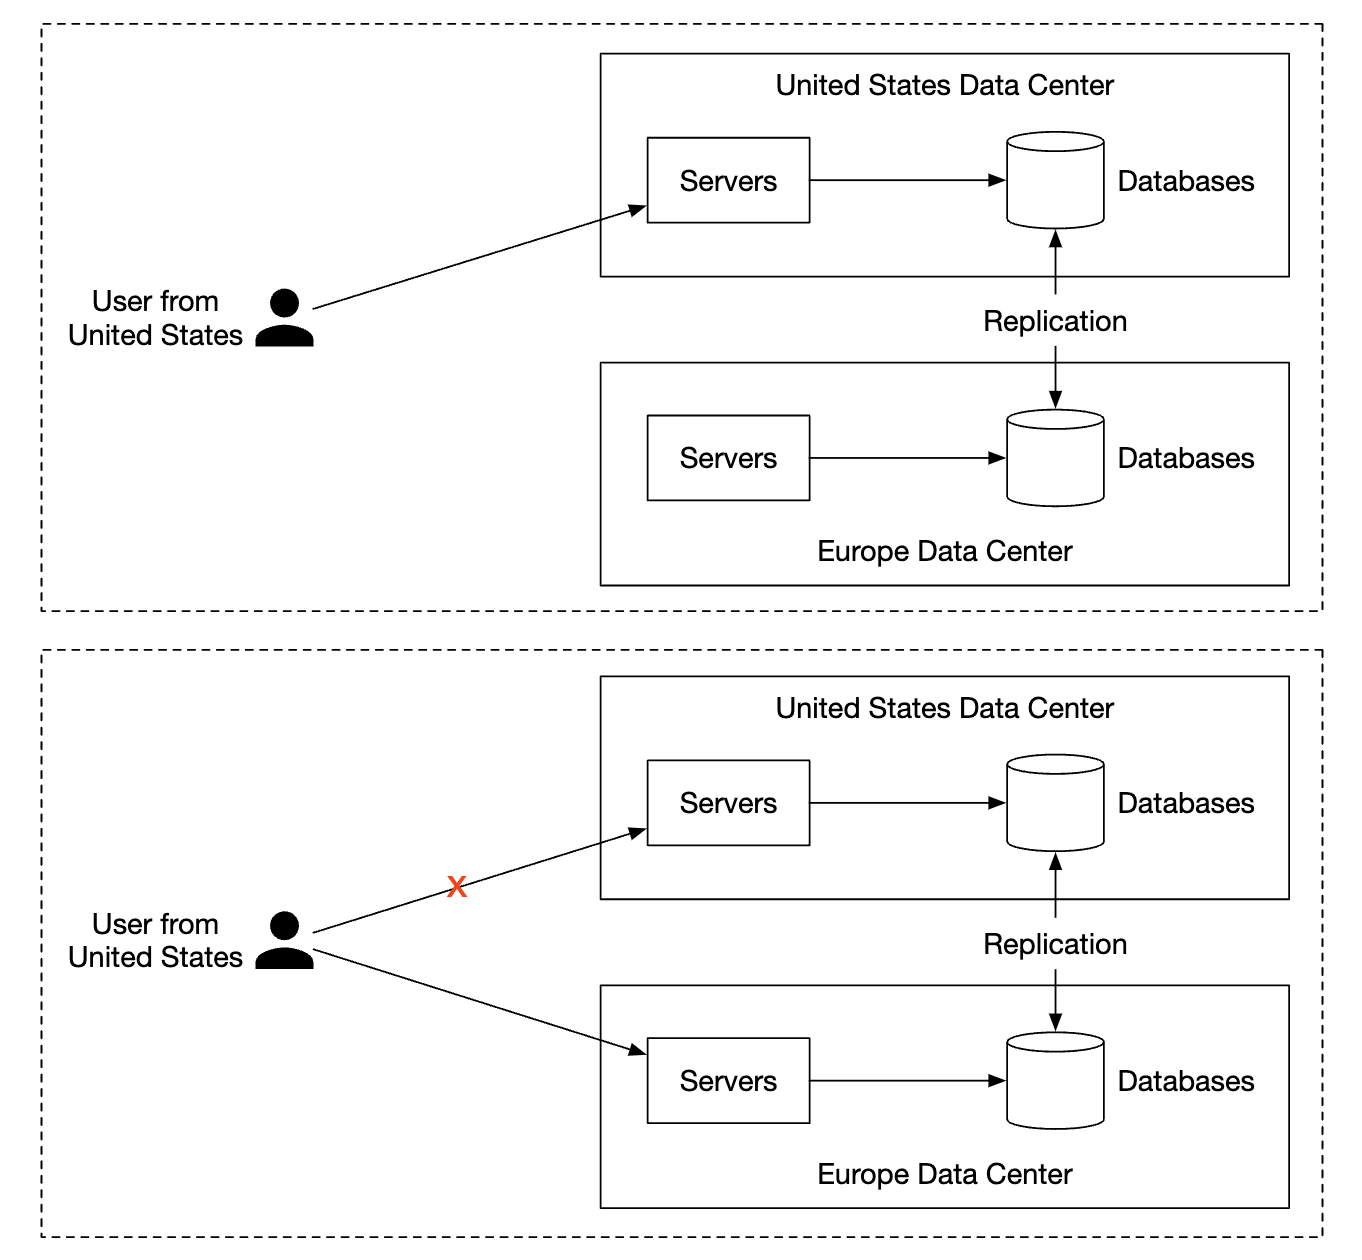 United States Data Center
Servers
Databases
User from
United States
Replication
Servers
Databases
Europe Data Center
United States Data Center
Servers
Databases
X
User from
United States
Replication
Servers
Databases
Europe Data Center